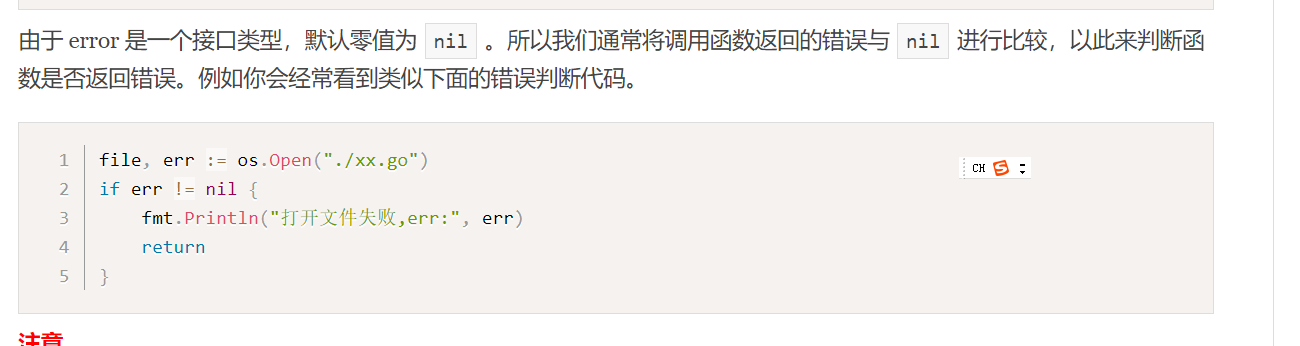 由于 error 是一个接口类型，默认零值为 nil 。所以我们通常将调用函数返回的错误与 nil 进行比较，以此来判断函
数是否返回错误。例如你会经常看到类似下面的错误判断代码。
1 file, err := os.Open("./xx.go")
CH S
2 if err != nil {
3 fmt.Println("打开文件失败,err:", err)
4 return
5 }
注意